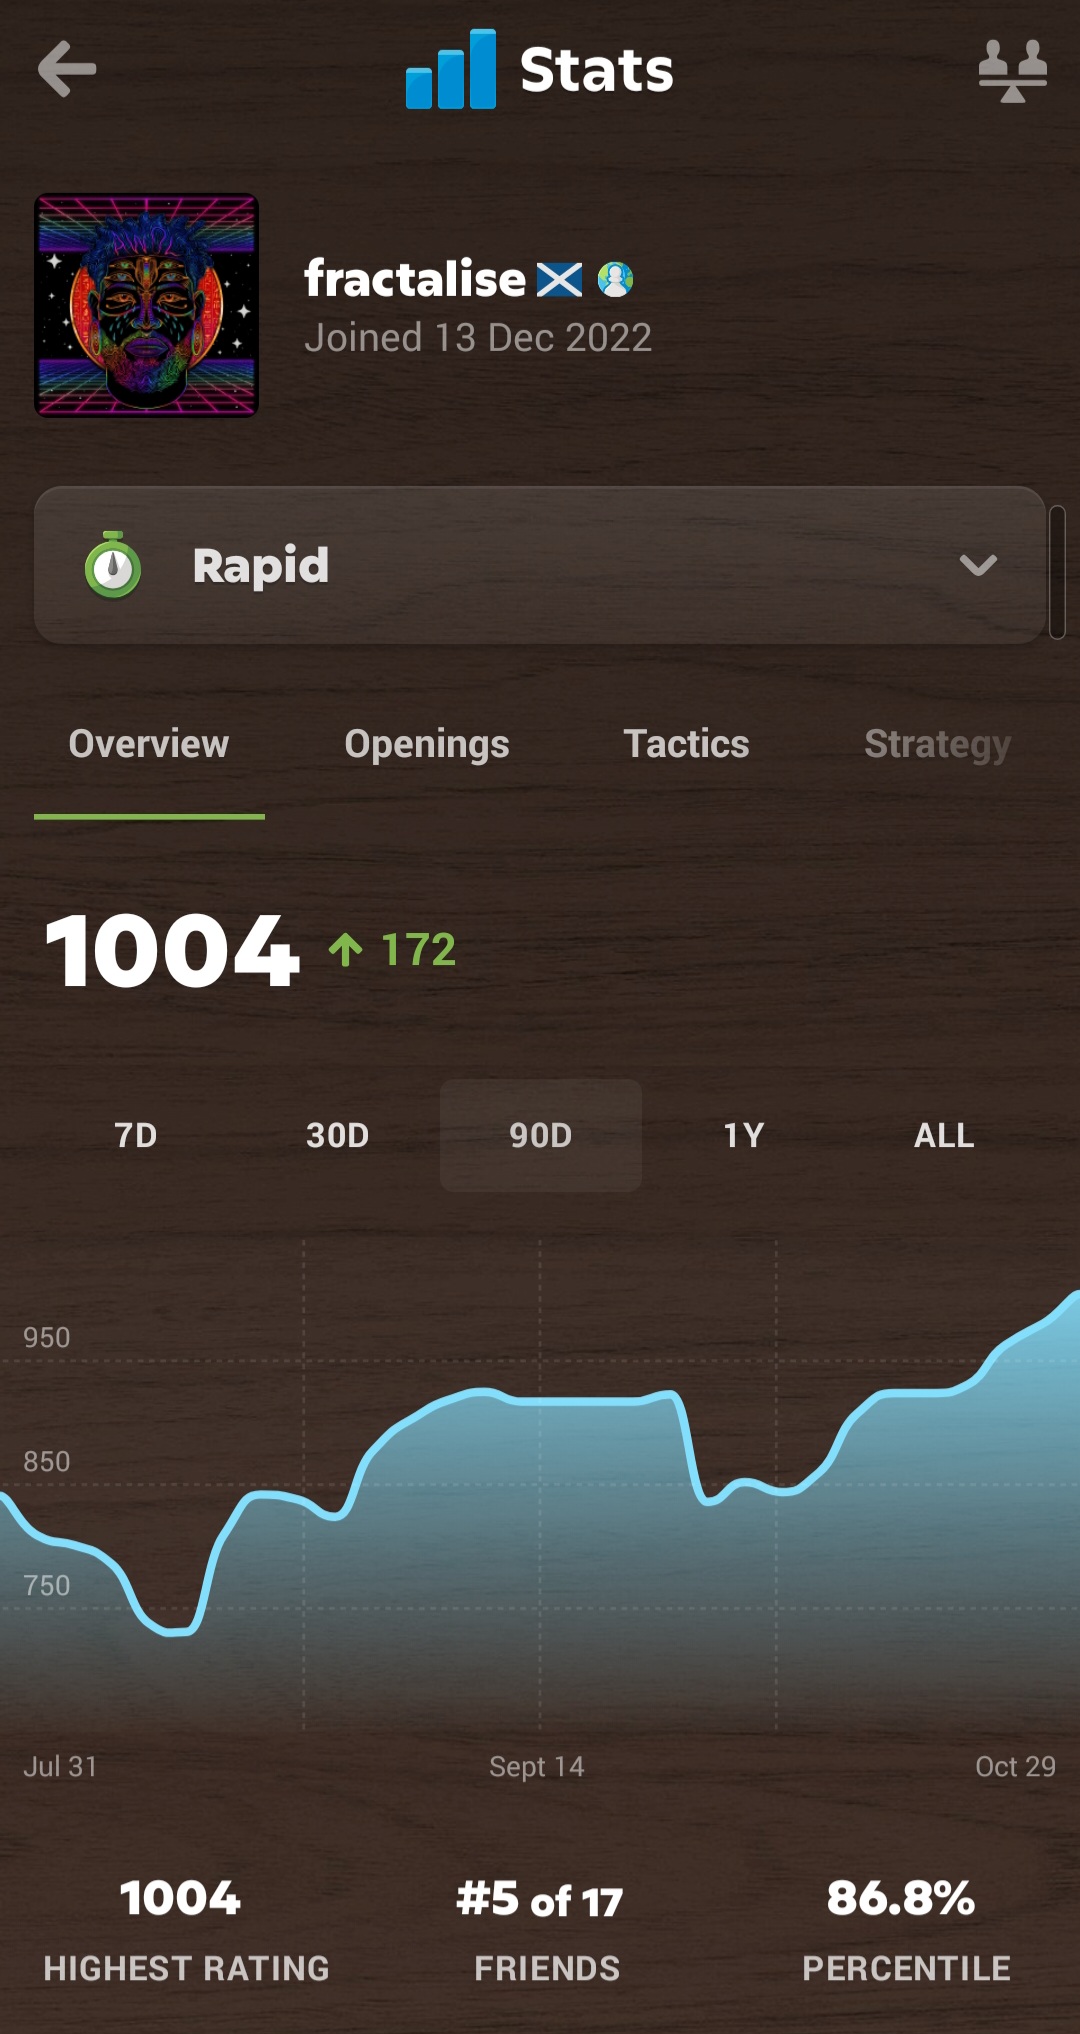 Stats
fractalise
Joined 13 Dec 2022
Rapid
Overview Openings Tactics Strategy
1004 ↑ 172
7D 30D 90D 1Y ALL
950
850
750
Jul 31 Sept 14 Oct 29
1004 #5 of 17 86.8%
HIGHEST RATING FRIENDS PERCENTILE